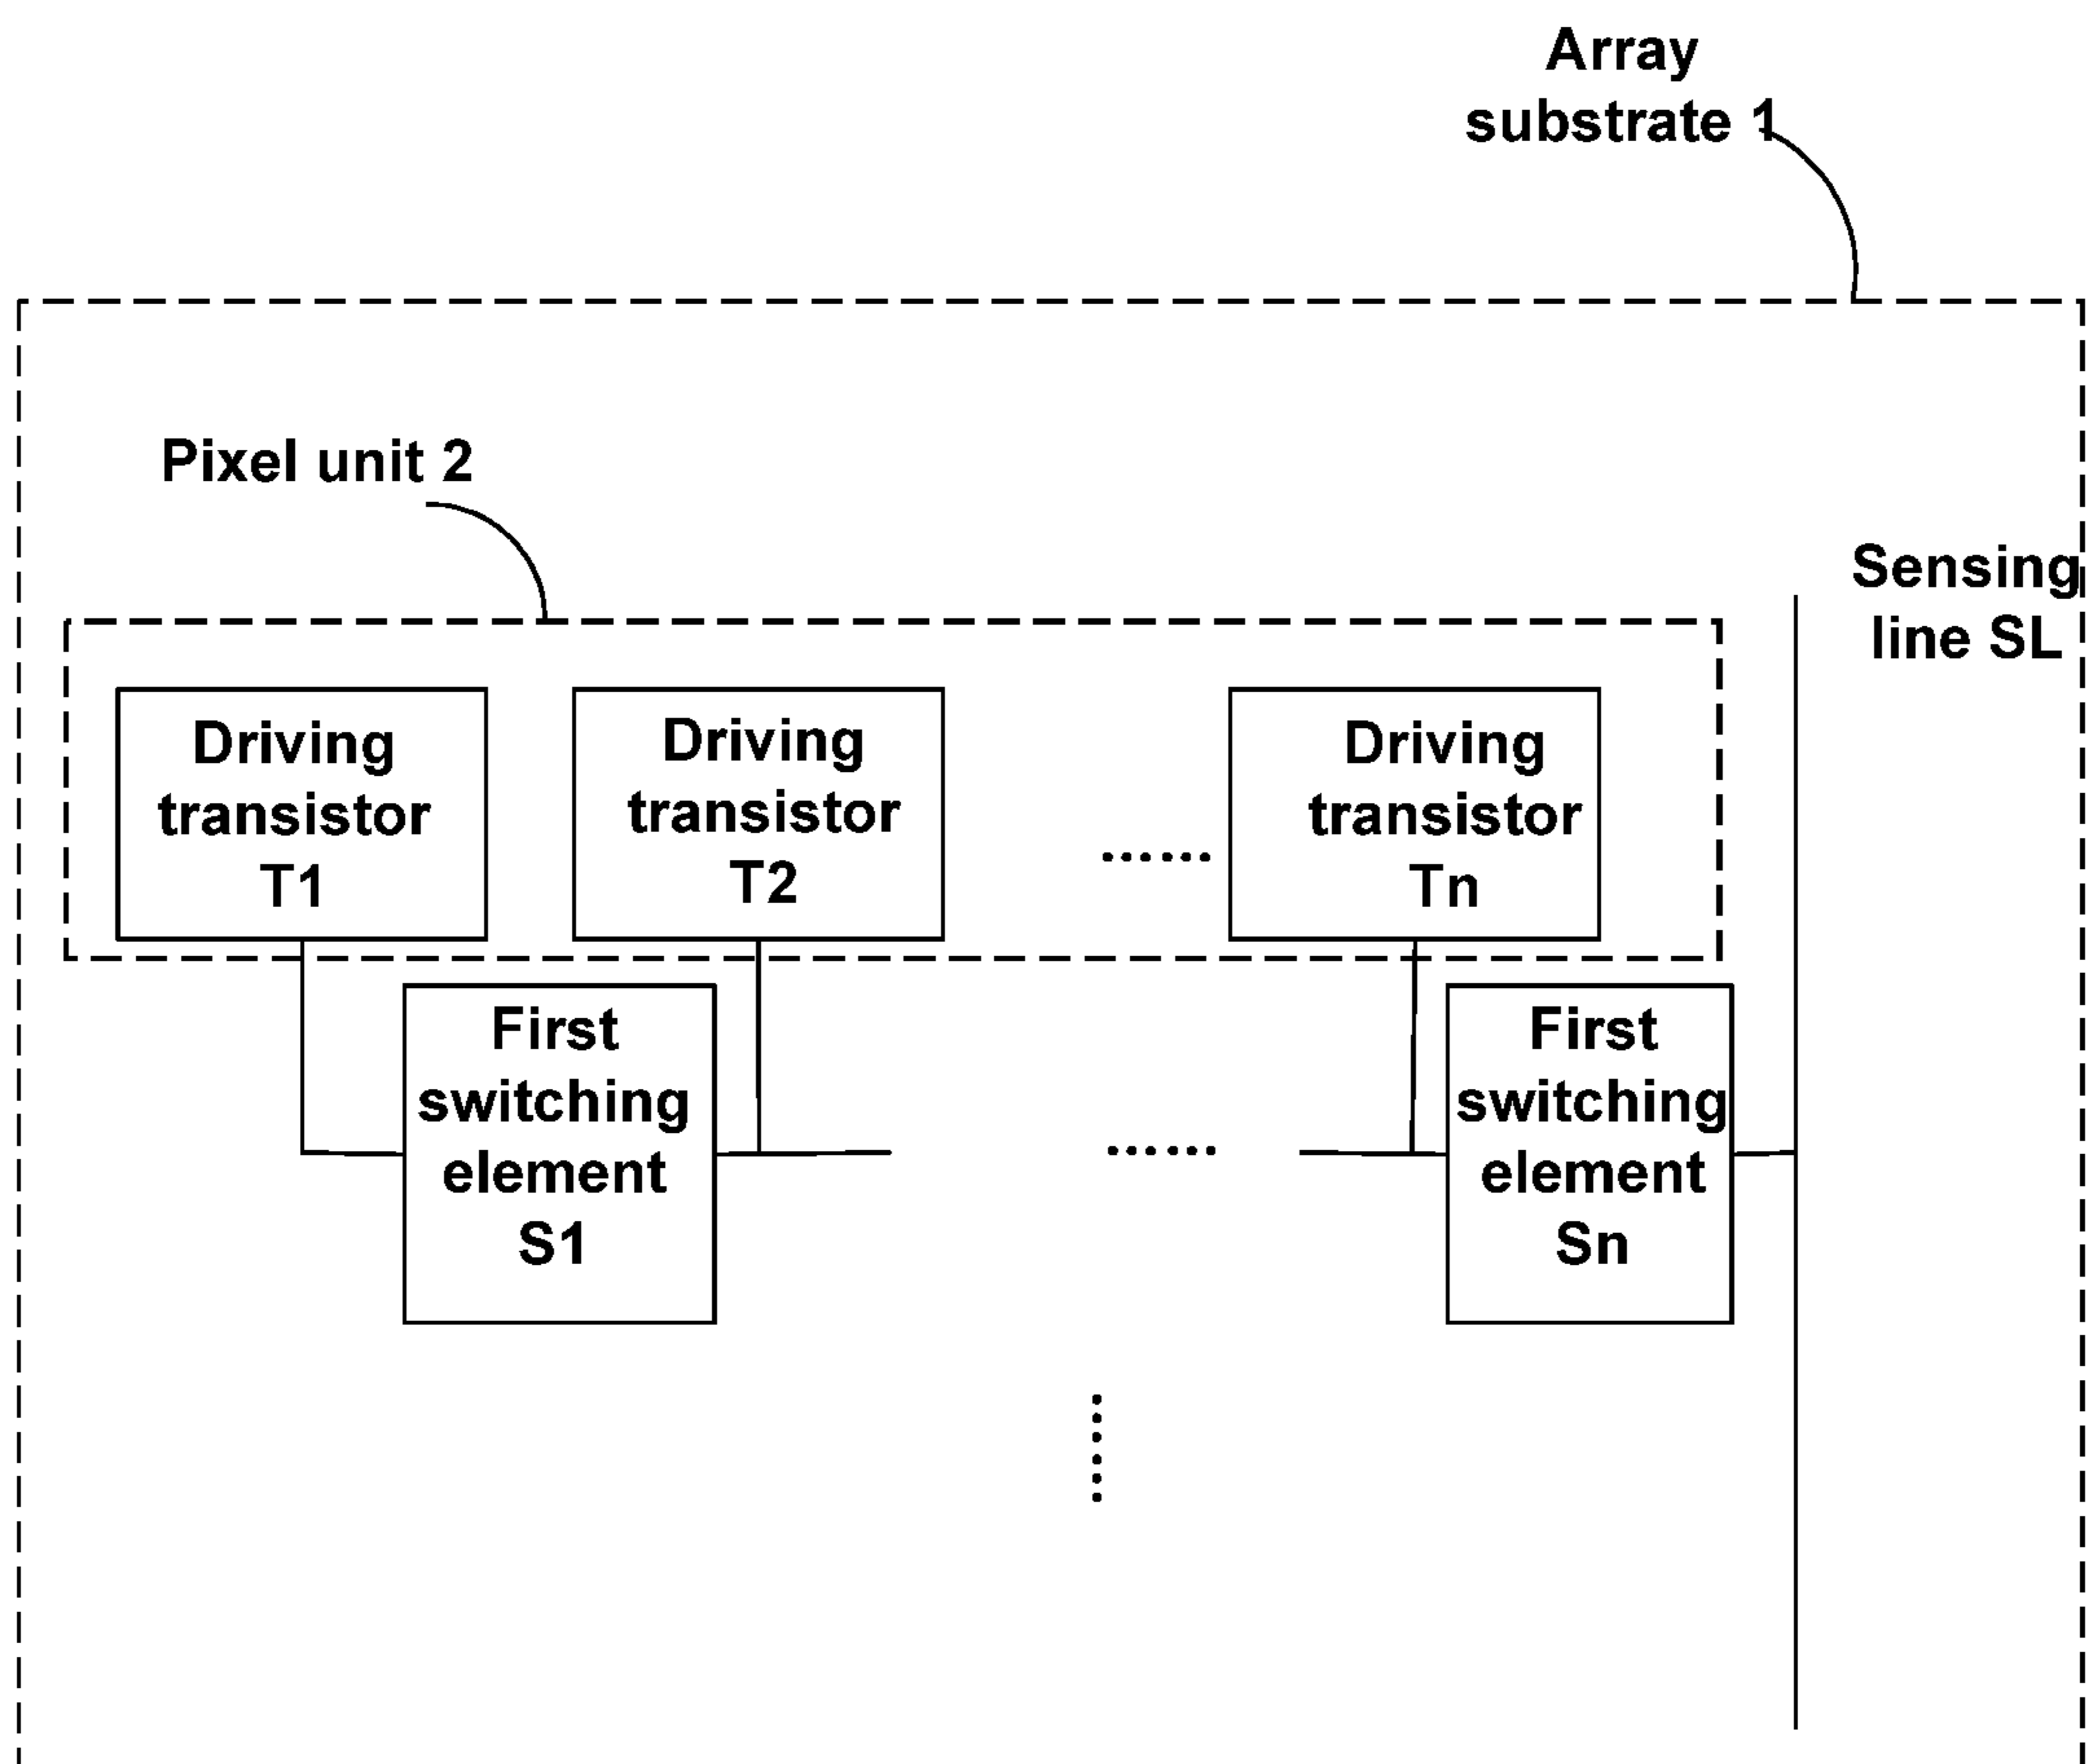 Array
substrate 1
Pixel unit 2
Sensing
line SL
Driving
transistor
T1
Driving
transistor
T2
......
Driving
transistor
Tn
First
switching
element
S1
......
First
switching
element
Sn
......